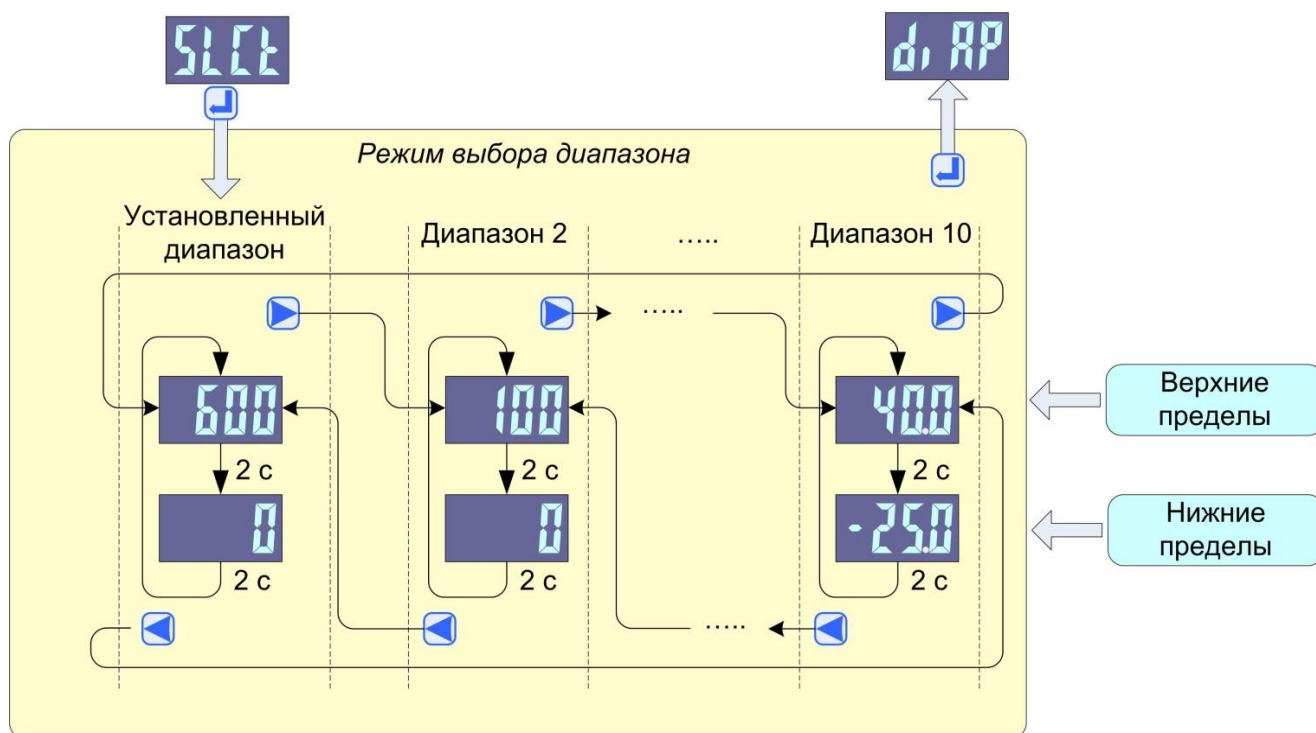 SLCt
di AP
Режим выбора диапазона
Установленный
диапазон
Диапазон 2
.....
Диапазон 10
.....
600
100
40.0
Верхние
пределы
2 с
2 с
2 с
0
0
-25.0
Нижние
пределы
2 с
2 с
2 с
.....